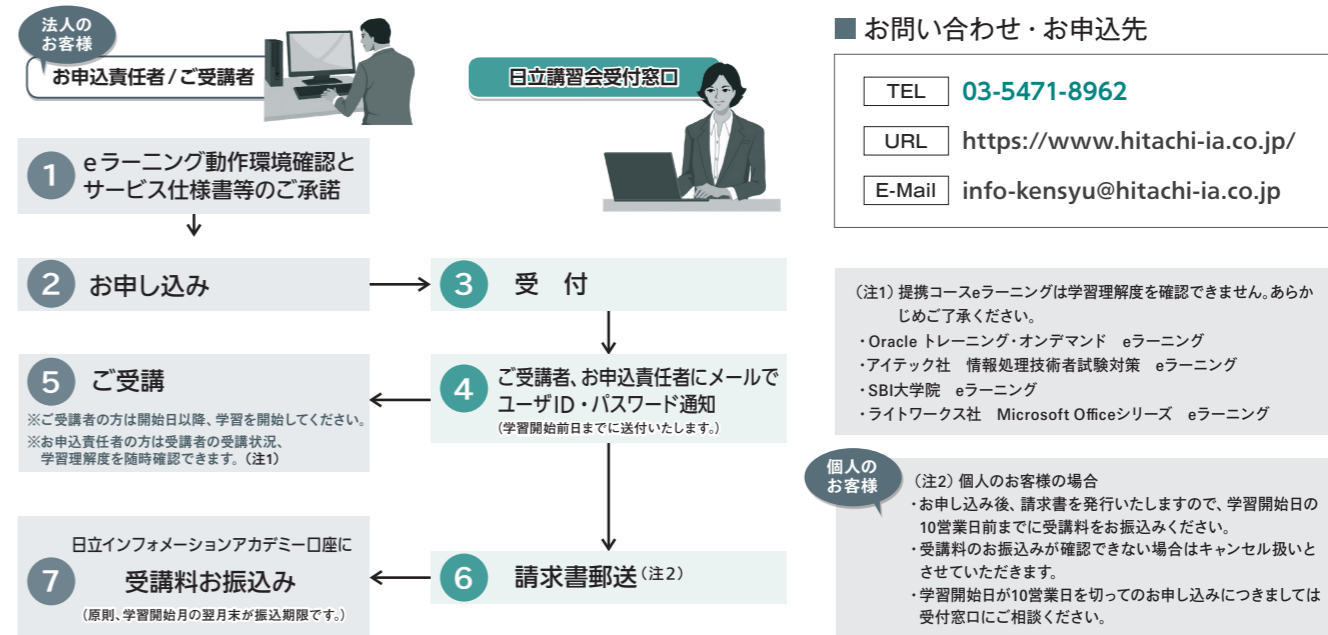 法人の
お客様
お申込責任者/ご受講者
日立講習会受付窓口
1 eラーニング動作環境確認と
サービス仕様書等のご承諾
2 お申し込み
3 受　付
4 ご受講者、お申込責任者にメールで
ユーザID・パスワード通知
(学習開始前日までに送付いたします。)
5 ご受講
※ご受講者の方は開始日以降、学習を開始してください。
※お申込責任者の方は受講者の受講状況、
学習理解度を随時確認できます。(注1)
6 請求書郵送(注2)
日立インフォメーションアカデミー口座に
7 受講料お振込み
(原則、学習開始月の翌月末が振込期限です。)
■ お問い合わせ・お申込先
TEL 03-5471-8962
URL https://www.hitachi-ia.co.jp/
E-Mail info-kensyu@hitachi-ia.co.jp
(注1) 提携コースeラーニングは学習理解度を確認できません。あらか
じめご了承ください。
・Oracle トレーニング・オンデマンド　eラーニング
・アイテック社　情報処理技術者試験対策　eラーニング
・SBI大学院　eラーニング
・ライトワークス社　Microsoft Officeシリーズ　eラーニング
個人の
お客様
(注2) 個人のお客様の場合
・お申し込み後、請求書を発行いたしますので、学習開始日の
10営業日前までに受講料をお振込みください。
・受講料のお振込みが確認できない場合はキャンセル扱いと
させていただきます。
・学習開始日が10営業日を切ってのお申し込みにつきましては
受付窓口にご相談ください。